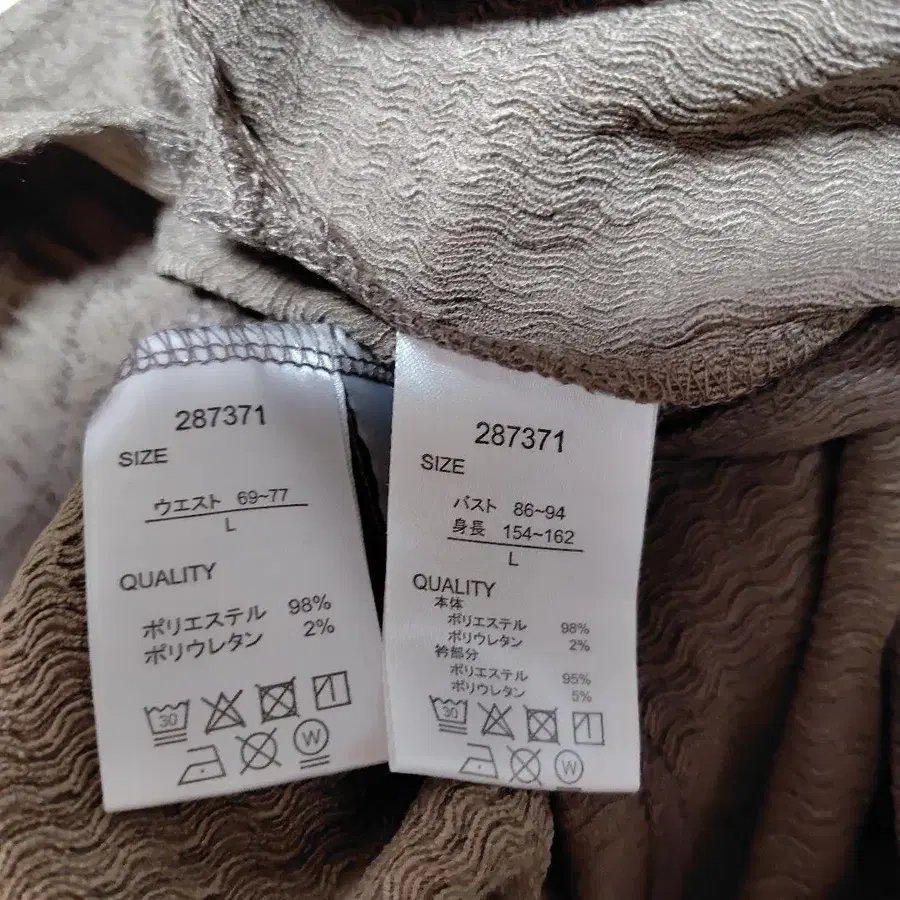 287371
SIZE
ウエスト 69~77
L
QUALITY
ポリエステル 98%
ポリウレタン 2%
30
W
287371
SIZE
バスト 86~94
身長 154~162
L
QUALITY
本体
ポリエステル 98%
ポリウレタン 2%
衿部分
ポリエステル 95%
ポリウレタン 5%
30
W